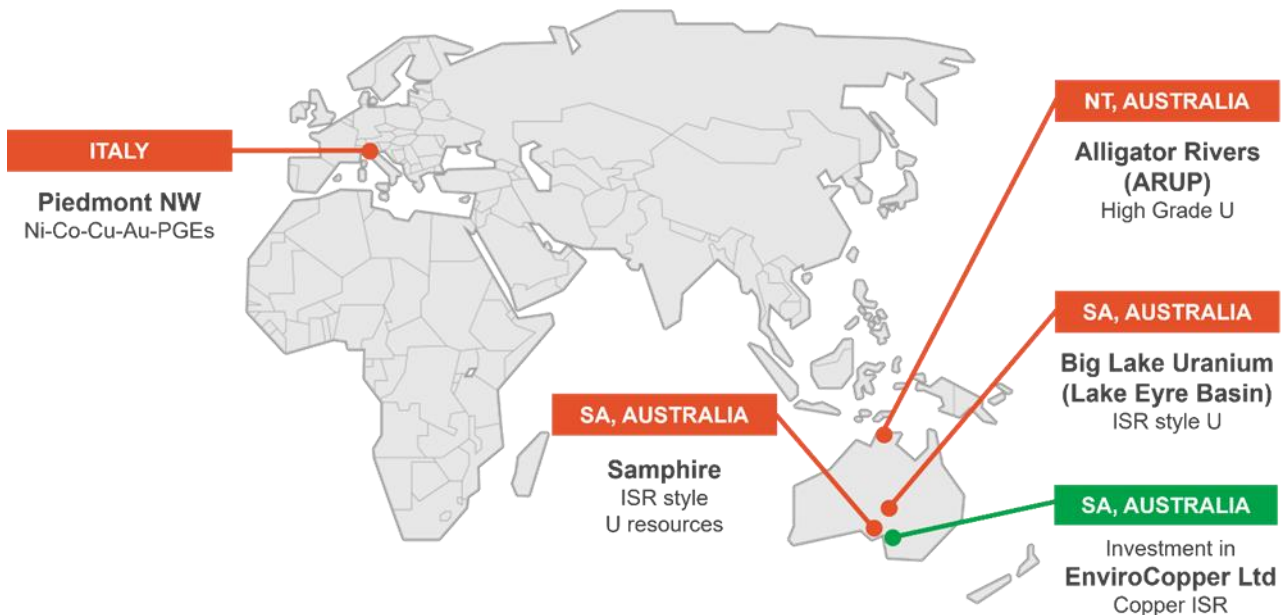 ITALY
Piedmont NW
Ni-Co-Cu-Au-PGEs
SA, AUSTRALIA
Samphire
ISR style
U resources
NT, AUSTRALIA
Alligator Rivers
(ARUP)
High Grade U
SA, AUSTRALIA
Big Lake Uranium
(Lake Eyre Basin)
ISR style U
SA, AUSTRALIA
Investment in
EnviroCopper Ltd
Copper ISR